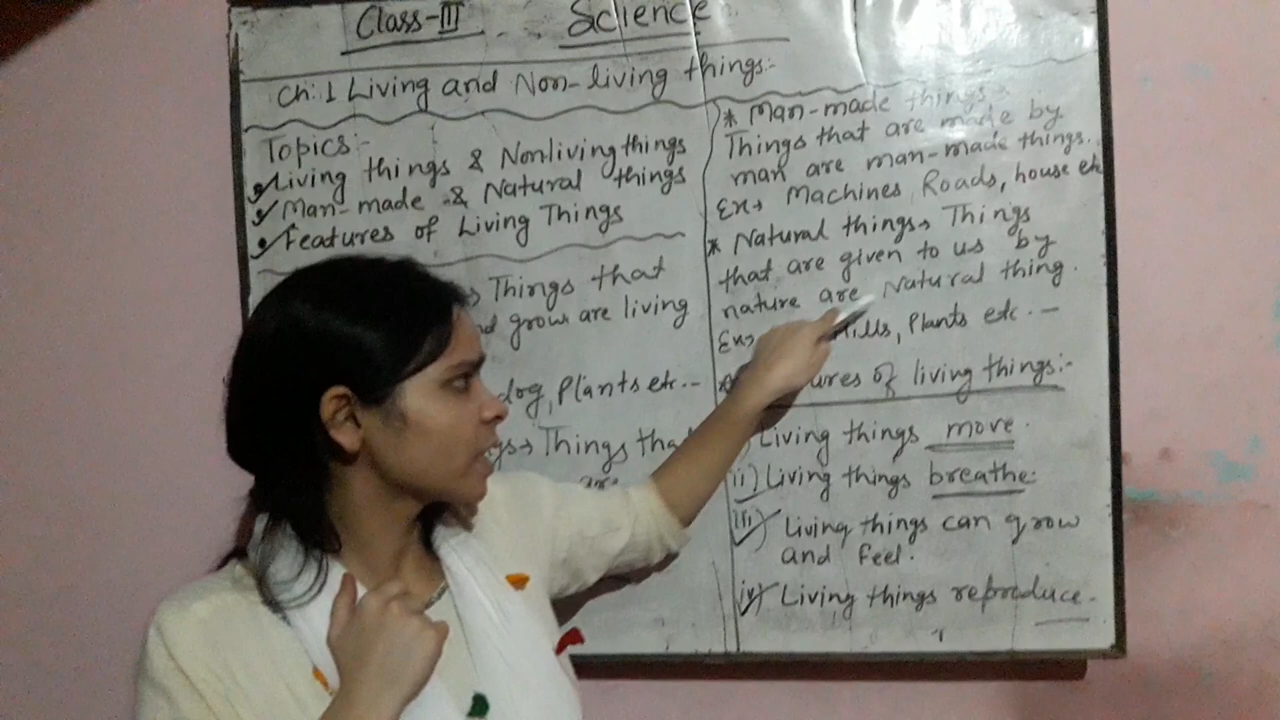 Class-III Science
Ch:1 Living and Non-living things:-
Topics:-
Living things & Nonliving things
Man-made & Natural things
Features of Living Things
Things that
grow are living
dog, Plants etc.--
Things that
are
* Man-made things→
Things that are made by
man are man-made things.
Ex→ Machines Roads, house etc
* Natural things→ Things
that are given to us by
nature are Natural thing.
Ex→ Plants etc.--
of living things:-
Living things move.
ii) Living things breathe.
iii) Living things can grow
and feel.
iv) Living things reproduce.